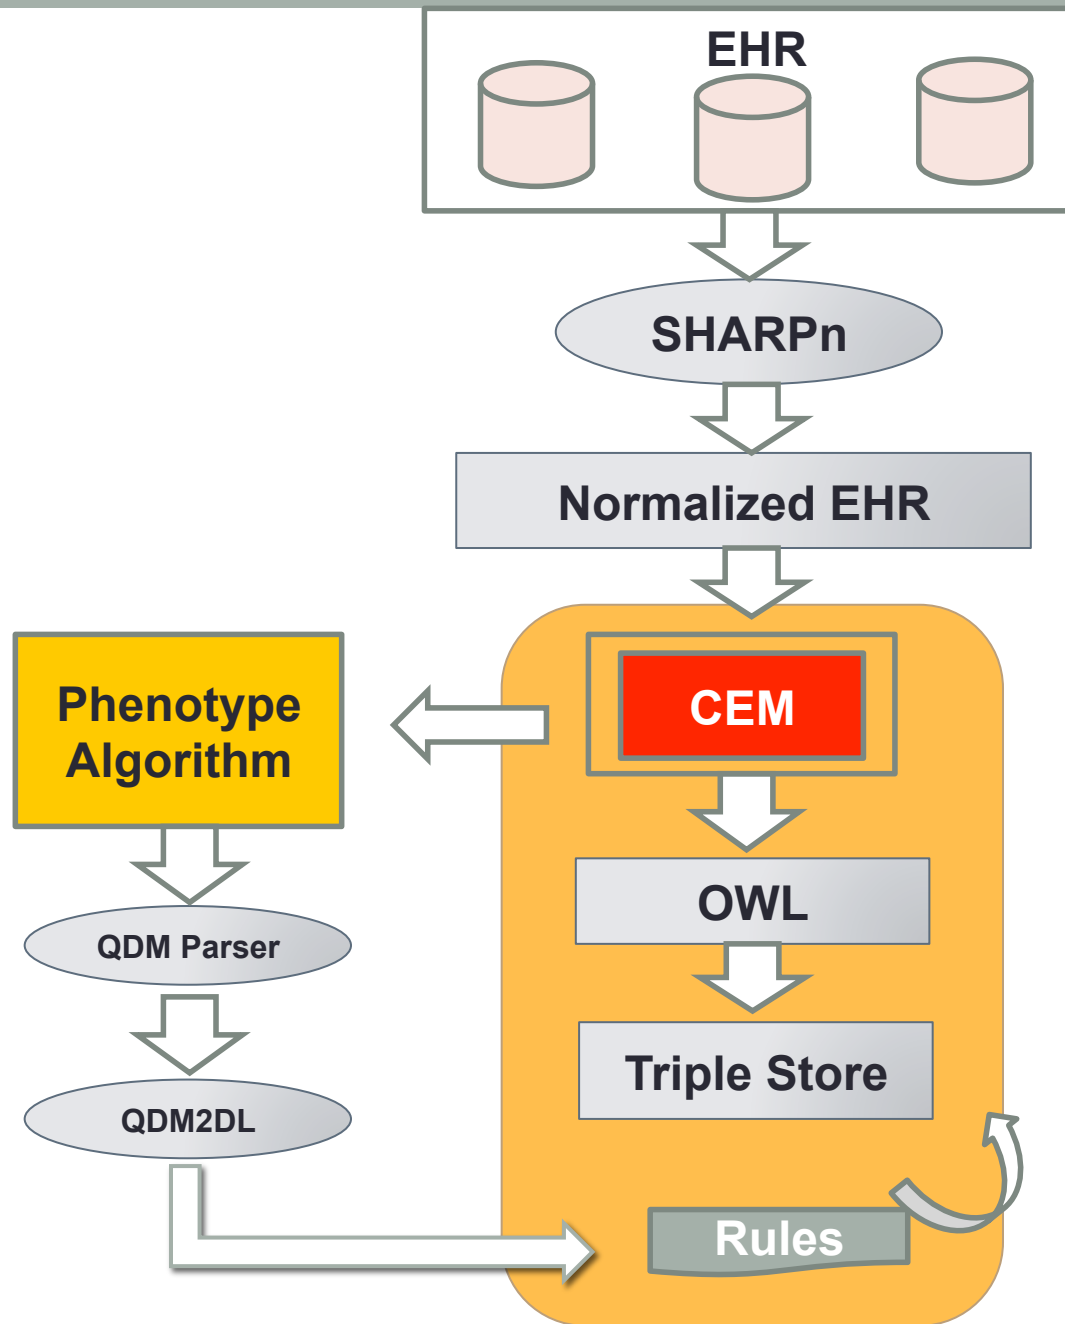 EHR
SHARPn
Normalized EHR
CEM
Phenotype
Algorithm
OWL
QDM Parser
Triple Store
QDM2DL
Rules